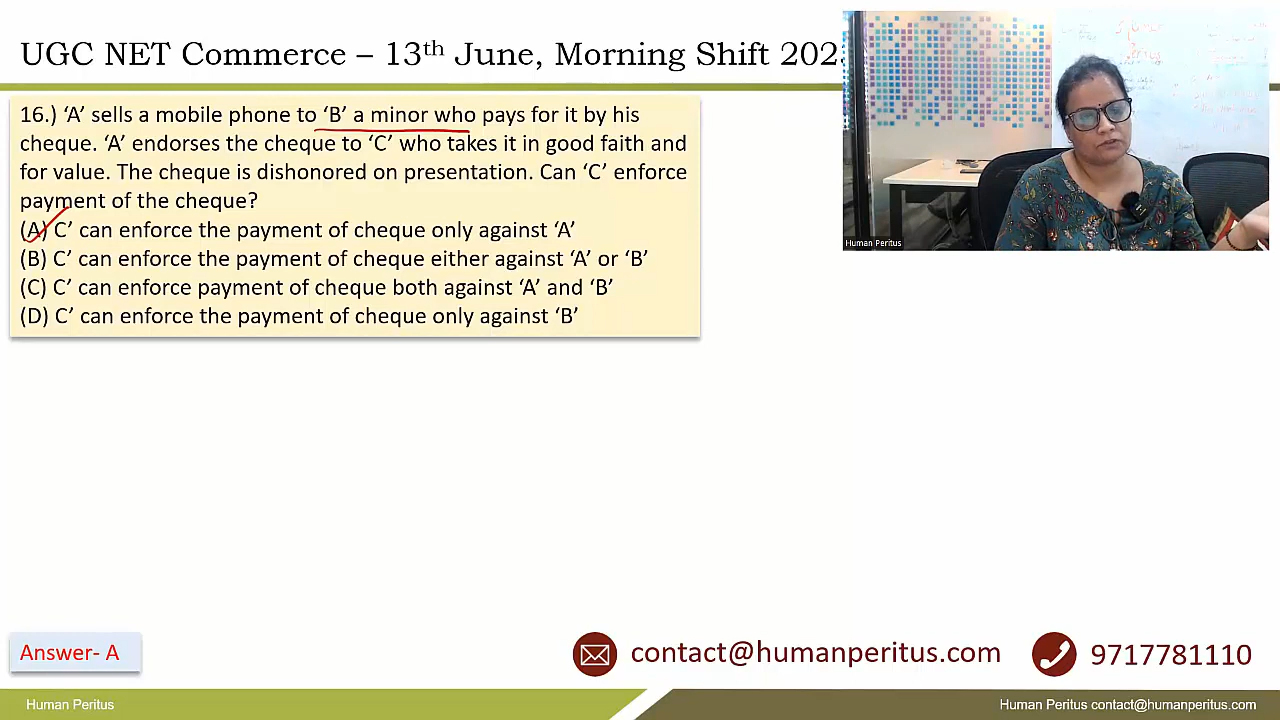 UGC NET Commerce – 13th June, Morning Shift 202
16.) ‘A’ sells a mobile phone to ‘B’ a minor who pays for it by his
cheque. ‘A’ endorses the cheque to ‘C’ who takes it in good faith and
for value. The cheque is dishonored on presentation. Can ‘C’ enforce
payment of the cheque?
(A) C’ can enforce the payment of cheque only against ‘A’
(B) C’ can enforce the payment of cheque either against ‘A’ or ‘B’
(C) C’ can enforce payment of cheque both against ‘A’ and ‘B’
(D) C’ can enforce the payment of cheque only against ‘B’
Human Peritus
Answer- A
contact@humanperitus.com
9717781110
Human Peritus
Human Peritus contact@humanperitus.com